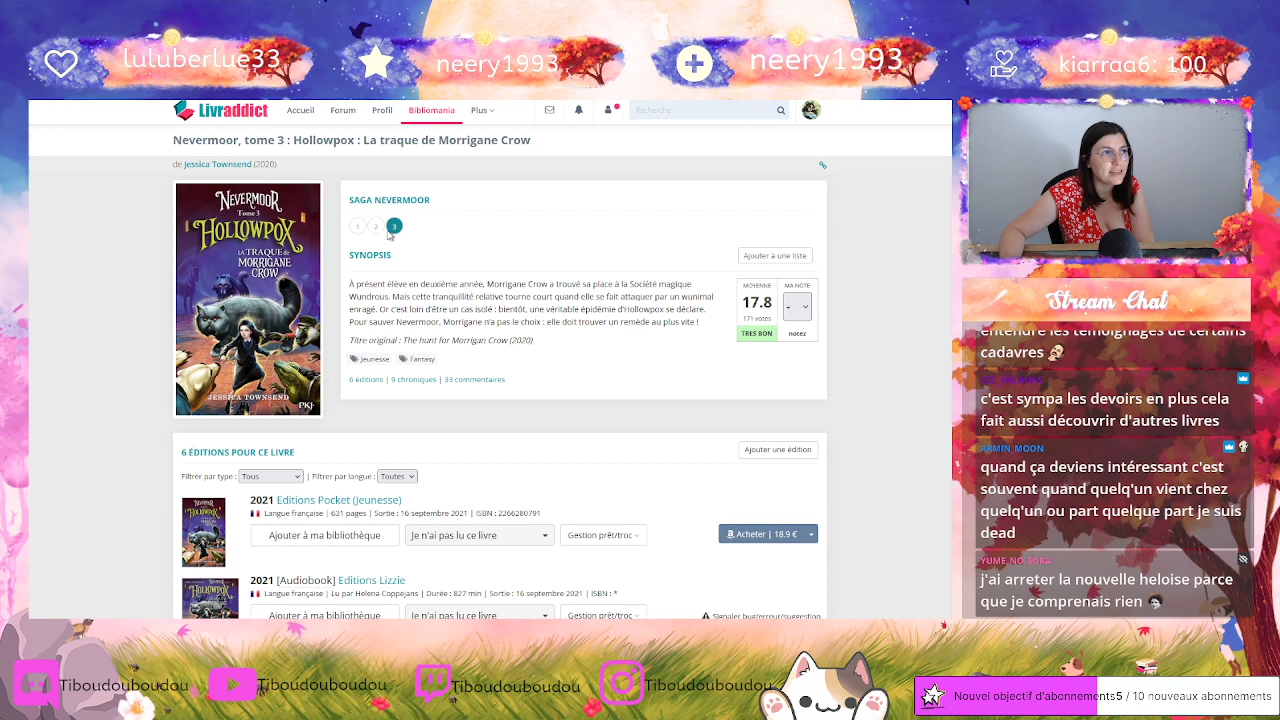 luluberlue33
neery1993
neery1993
kiarraa6: 100
Livraddict
Accueil
Forum
Profil
Bibliomania
Plus
Recherche
Nevermoor, tome 3 : Hollowpox : La traque de Morrigane Crow
de Jessica Townsend (2020)
NEVERMOOR
Tome 3
HOLLOWPOX
LA TRAQUE DE
MORRIGANE
CROW
JESSICA TOWNSEND
PKJ·
SAGA NEVERMOOR
1 2 3
SYNOPSIS
Ajouter à une liste
À présent élève en deuxième année, Morrigane Crow a trouvé sa place à la Société magique
Wundrous. Mais cette tranquillité relative tourne court quand elle se fait attaquer par un wunimal
enragé. Or c'est loin d'être un cas isolé : bientôt, une véritable épidémie d'Hollowpox se déclare.
Pour sauver Nevermoor, Morrigane n'a pas le choix : elle doit trouver un remède au plus vite !
Titre original : The hunt for Morrigan Crow (2020)
Jeunesse Fantasy
6 éditions | 9 chroniques | 33 commentaires
MOYENNE
17.8
171 votes
TRES BON
MA NOTE
-
notez
6 ÉDITIONS POUR CE LIVRE
Ajouter une édition
Filtrer par type : Tous | Filtrer par langue : Toutes
2021 Editions Pocket (Jeunesse)
Langue française | 631 pages | Sortie : 16 septembre 2021 | ISBN : 2266280791
Ajouter à ma bibliothèque
Je n'ai pas lu ce livre
Gestion prêt/troc
Acheter | 18.9 €
2021 [Audiobook] Editions Lizzie
Langue française | Lu par Helena Coppejans | Durée : 827 min | Sortie : 16 septembre 2021 | ISBN : *
Ajouter à ma bibliothèque
Je n'ai pas lu ce livre
Gestion prêt/troc
Signaler bug/erreur/suggestion
Stream Chat
entendre les témoignages de certains
cadavres
c'est sympa les devoirs en plus cela
fait aussi découvrir d'autres livres
ARMIN_MOON
quand ça deviens intéressant c'est
souvent quand quelq'un vient chez
quelq'un ou part quelque part je suis
dead
YUME_NO_SORA
j'ai arreter la nouvelle heloise parce
que je comprenais rien
Tiboudouboudou
Tiboudouboudou
Tiboudouboudou
Tiboudouboudou
Nouvel objectif d'abonnement 5 / 10 nouveaux abonnements